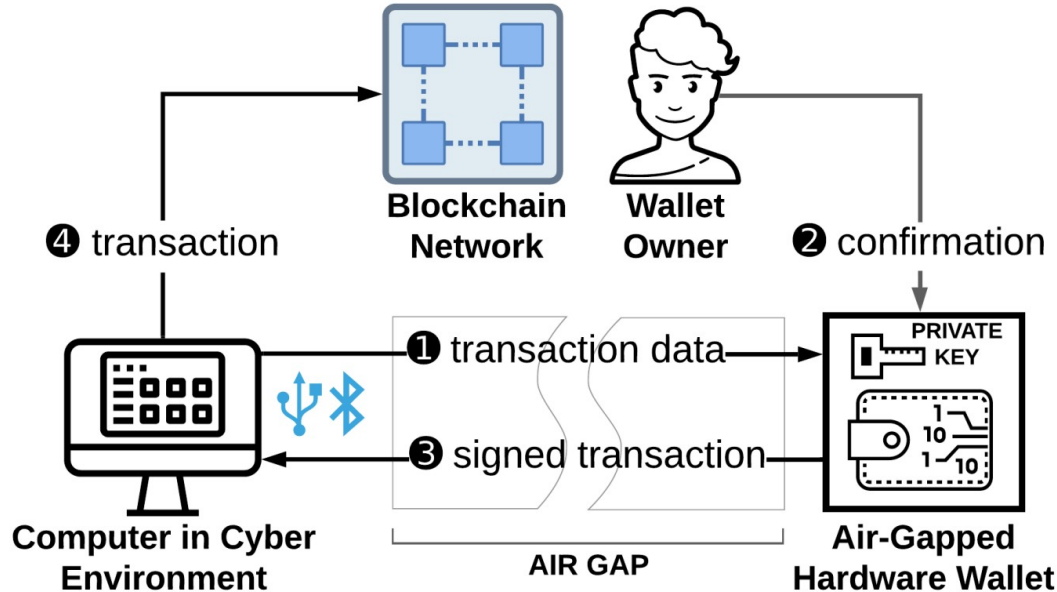 Blockchain
Network
Wallet
Owner
❹ transaction
❷ confirmation
❶ transaction data
PRIVATE
KEY
❸ signed transaction
1
10
1
10
Computer in Cyber
Environment
AIR GAP
Air-Gapped
Hardware Wallet